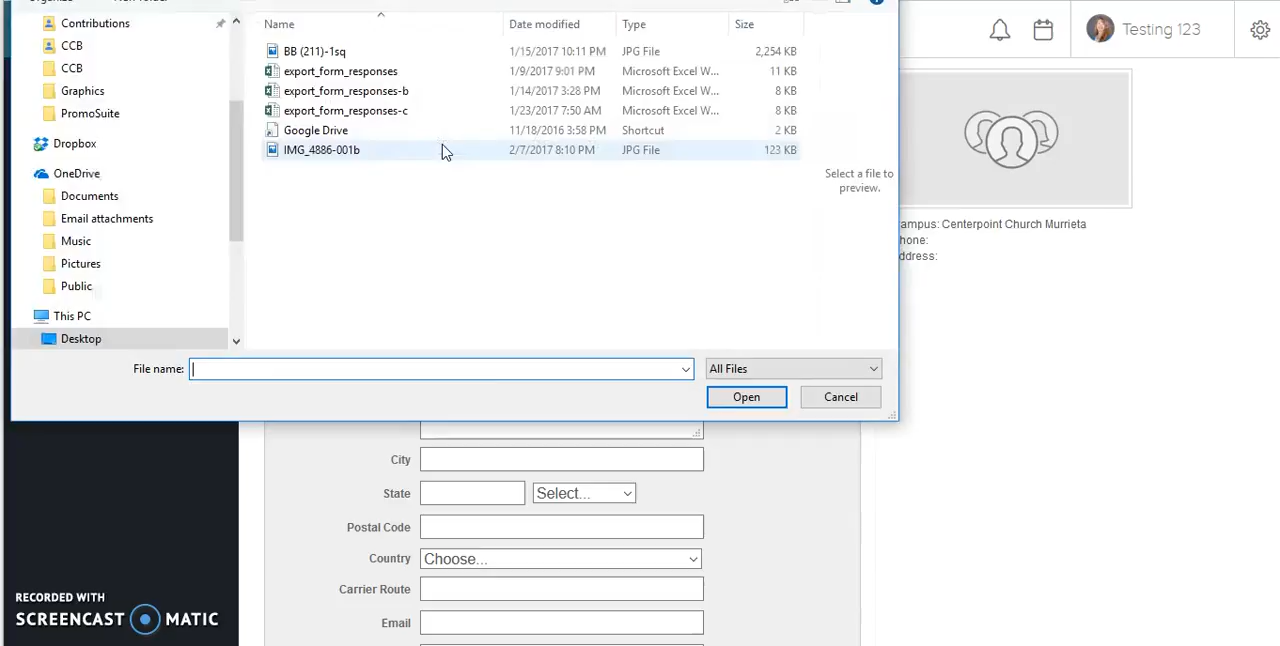 Organize New folder
Contributions
CCB
CCB
Graphics
PromoSuite
Dropbox
OneDrive
Documents
Email attachments
Music
Pictures
Public
This PC
Desktop
Name Date modified Type Size
BB (211)-1sq 1/15/2017 10:11 PM JPG File 2,254 KB
export_form_responses 1/9/2017 9:01 PM Microsoft Excel W... 11 KB
export_form_responses-b 1/14/2017 3:28 PM Microsoft Excel W... 8 KB
export_form_responses-c 1/23/2017 7:50 AM Microsoft Excel W... 8 KB
Google Drive 11/18/2016 3:58 PM Shortcut 2 KB
IMG_4886-001b 2/7/2017 8:10 PM JPG File 123 KB
Select a file to
preview.
File name: All Files
Open Cancel
Testing 123
ampus: Centerpoint Church Murrieta
hone:
ddress:
City
State Select...
Postal Code
Country Choose...
Carrier Route
Email
RECORDED WITH
SCREENCAST MATIC